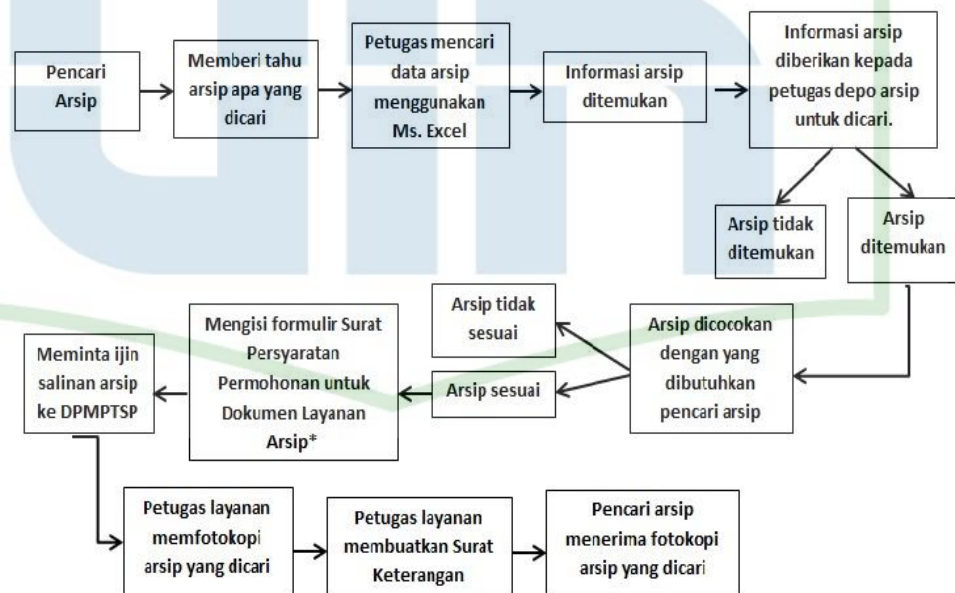 Pencari
Arsip
Memberi tahu
arsip apa yang
dicari
Petugas mencari
data arsip
menggunakan
Ms. Excel
Informasi arsip
ditemukan
Informasi arsip
diberikan kepada
petugas depo arsip
untuk dicari.
Arsip tidak
ditemukan
Arsip
ditemukan
Arsip dicocokan
dengan yang
dibutuhkan
pencari arsip
Arsip tidak
sesuai
Arsip sesuai
Mengisi formulir Surat
Persyaratan
Permohonan untuk
Dokumen Layanan
Arsip*
Meminta ijin
salinan arsip
ke DPMPTSP
Petugas layanan
memfotokopi
arsip yang dicari
Petugas layanan
membuatkan Surat
Keterangan
Pencari arsip
menerima fotokopi
arsip yang dicari